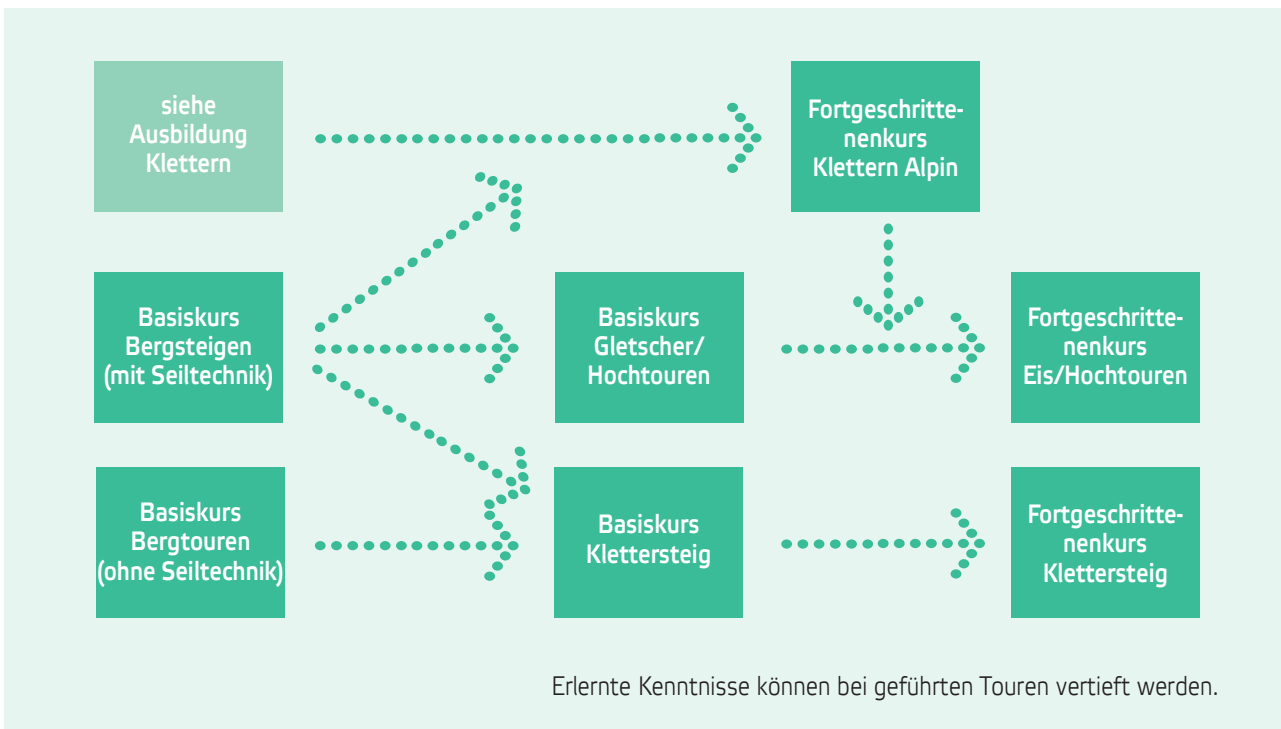 siehe
Ausbildung
Klettern
Fortgeschritte-
nenkurs
Klettern Alpin
Basiskurs
Bergsteigen
(mit Seiltechnik)
Basiskurs
Gletscher/
Hochtouren
Fortgeschritte-
nenkurs
Eis/Hochtouren
Basiskurs
Bergtouren
(ohne Seiltechnik)
Basiskurs
Klettersteig
Fortgeschritte-
nenkurs
Klettersteig
Erlernte Kenntnisse können bei geführten Touren vertieft werden.